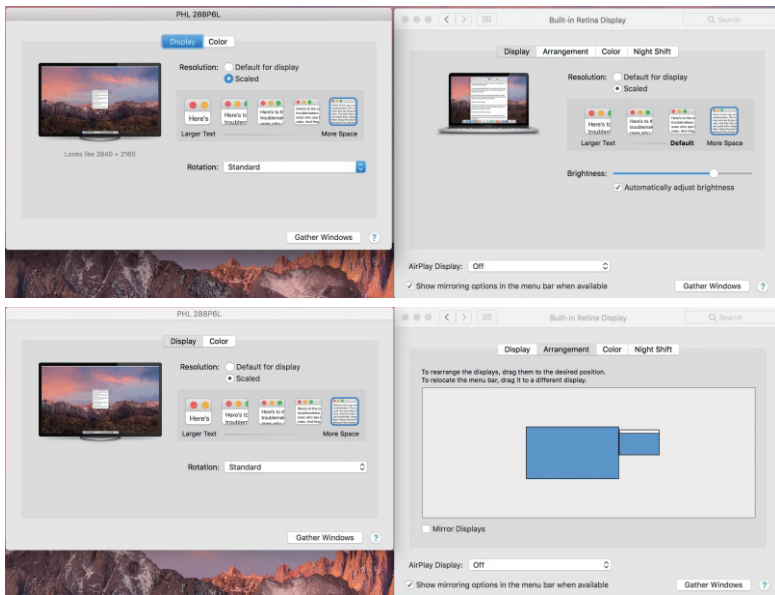 PHL 288P6L
Display Color
Resolution: Default for display
Scaled
Here's
Here's to
troublem
Larger Text More Space
Looks like 3840 × 2160
Rotation: Standard
Gather Windows ?
Built-in Retina Display
Search
Display Arrangement Color Night Shift
Resolution: Default for display
Scaled
Larger Text Default More Space
Brightness:
Automatically adjust brightness
AirPlay Display: Off
Show mirroring options in the menu bar when available
Gather Windows ?
PHL 288P6L
Display Color
Resolution: Default for display
Scaled
Here's
Here's to
Larger Text More Space
Rotation: Standard
Gather Windows ?
Built-in Retina Display
Search
Display Arrangement Color Night Shift
To rearrange the displays, drag them to the desired position.
To relocate the menu bar, drag it to a different display.
Mirror Displays
AirPlay Display: Off
Show mirroring options in the menu bar when available
Gather Windows ?